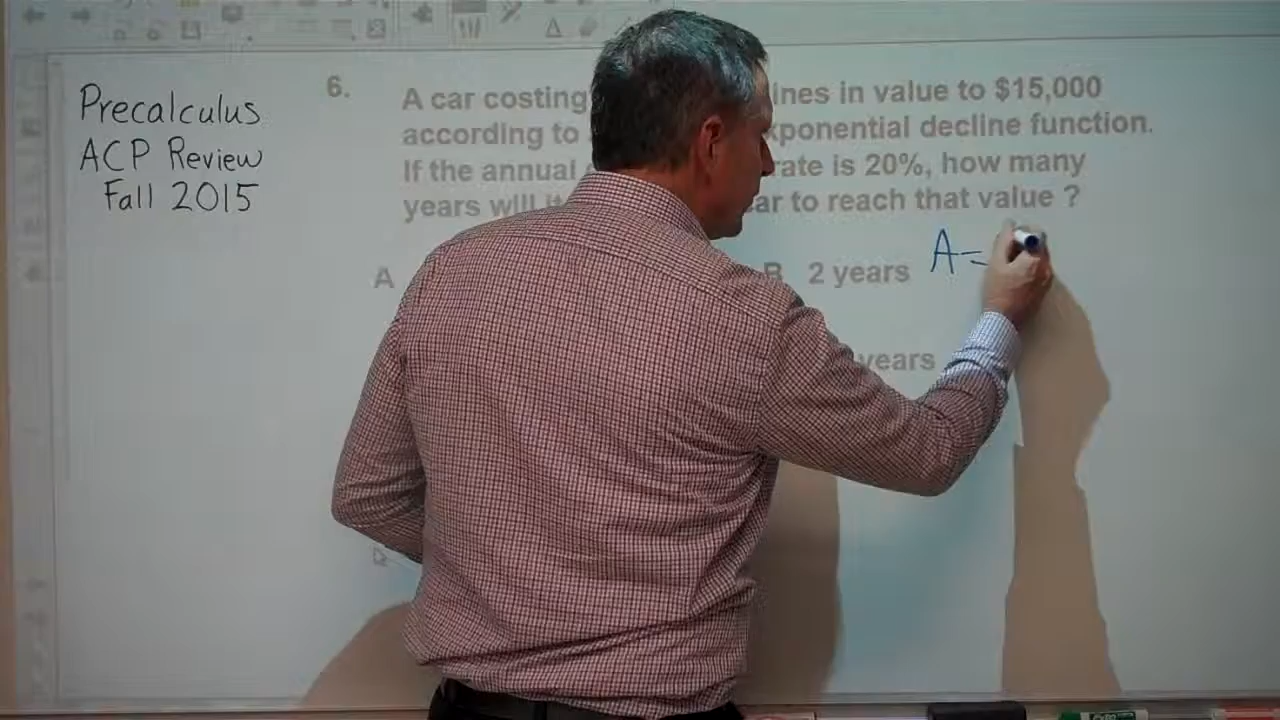 Precalculus
ACP Review
Fall 2015
6.
A car costing ines in value to $15,000
according to xponential decline function.
If the annual rate is 20%, how many
years will it ar to reach that value ?
A B 2 years A=
years